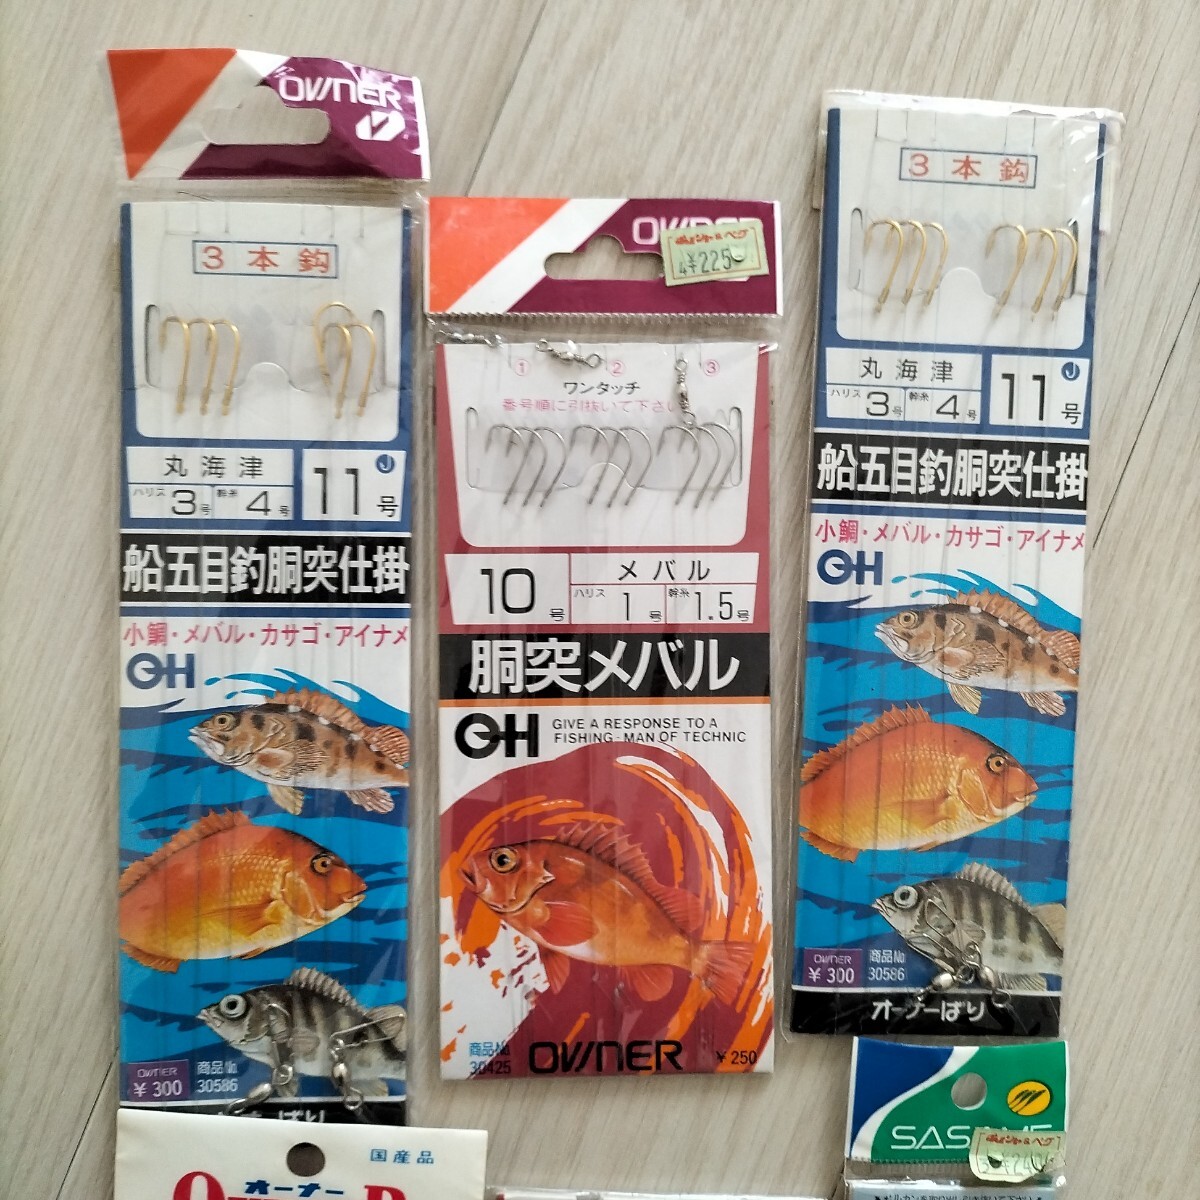 OWNER
3本鈎
丸海津
ハリス 3号 幹糸 4号
11号 J
船五目釣胴突仕掛
小鯛・メバル・カサゴ・アイナメ
OH
OWNER
¥300
商品No
30586
ばり
OWNER
4¥225
① ② ③
ワンタッチ
番号順に引抜いて下さい
10号
メバル
ハリス 1号 幹糸 1.5号
胴突メバル
OH
GIVE A RESPONSE TO A
FISHING-MAN OF TECHNIC
商品No
30425
OWNER
¥250
3本鈎
丸海津
ハリス 3号 幹糸 4号
11号 J
船五目釣胴突仕掛
小鯛・メバル・カサゴ・アイナメ
OH
OWNER
¥300
商品No
30586
オーナーばり
国産品
オーナー
SASAME